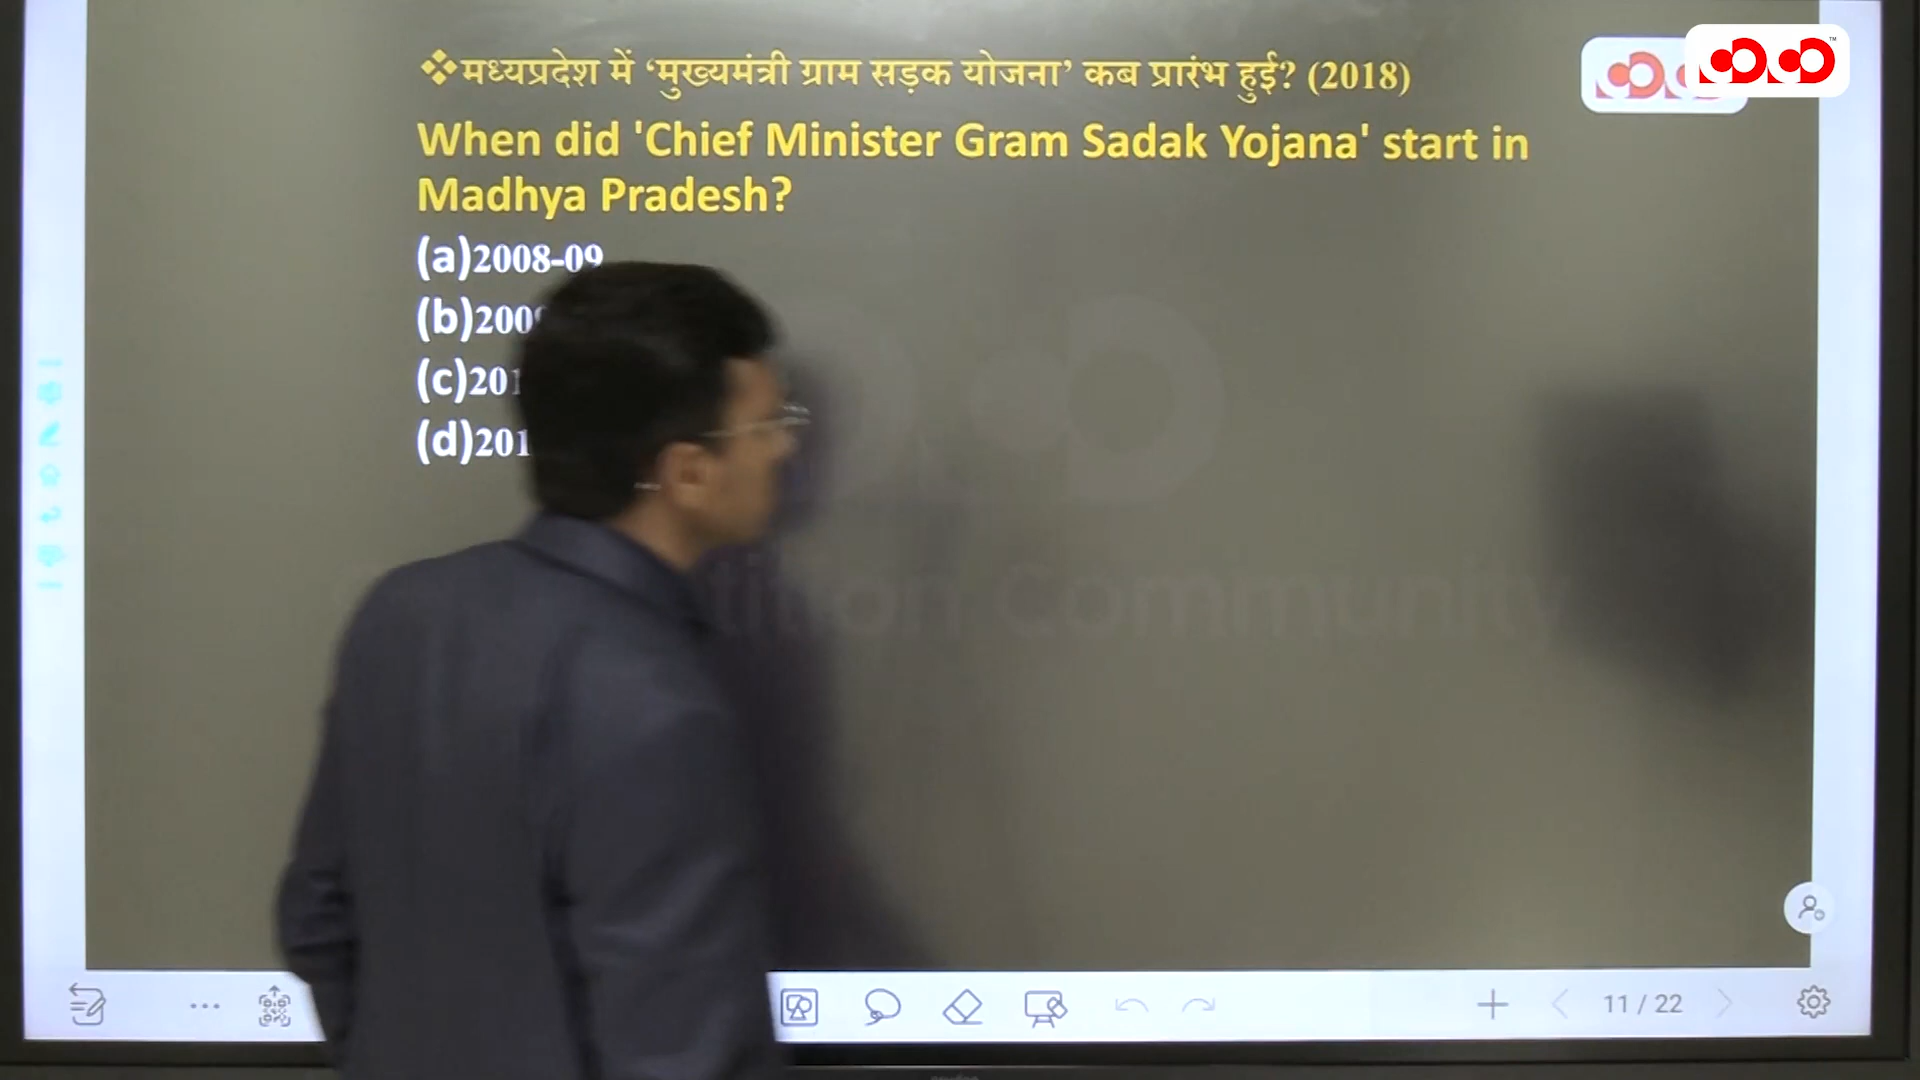 ❖मध्यप्रदेश में ‘मुख्यमंत्री ग्राम सड़क योजना’ कब प्रारंभ हुई? (2018)
When did 'Chief Minister Gram Sadak Yojana' start in
Madhya Pradesh?
(a)2008-09
(b)
(c)
(d)
Community
11 / 22